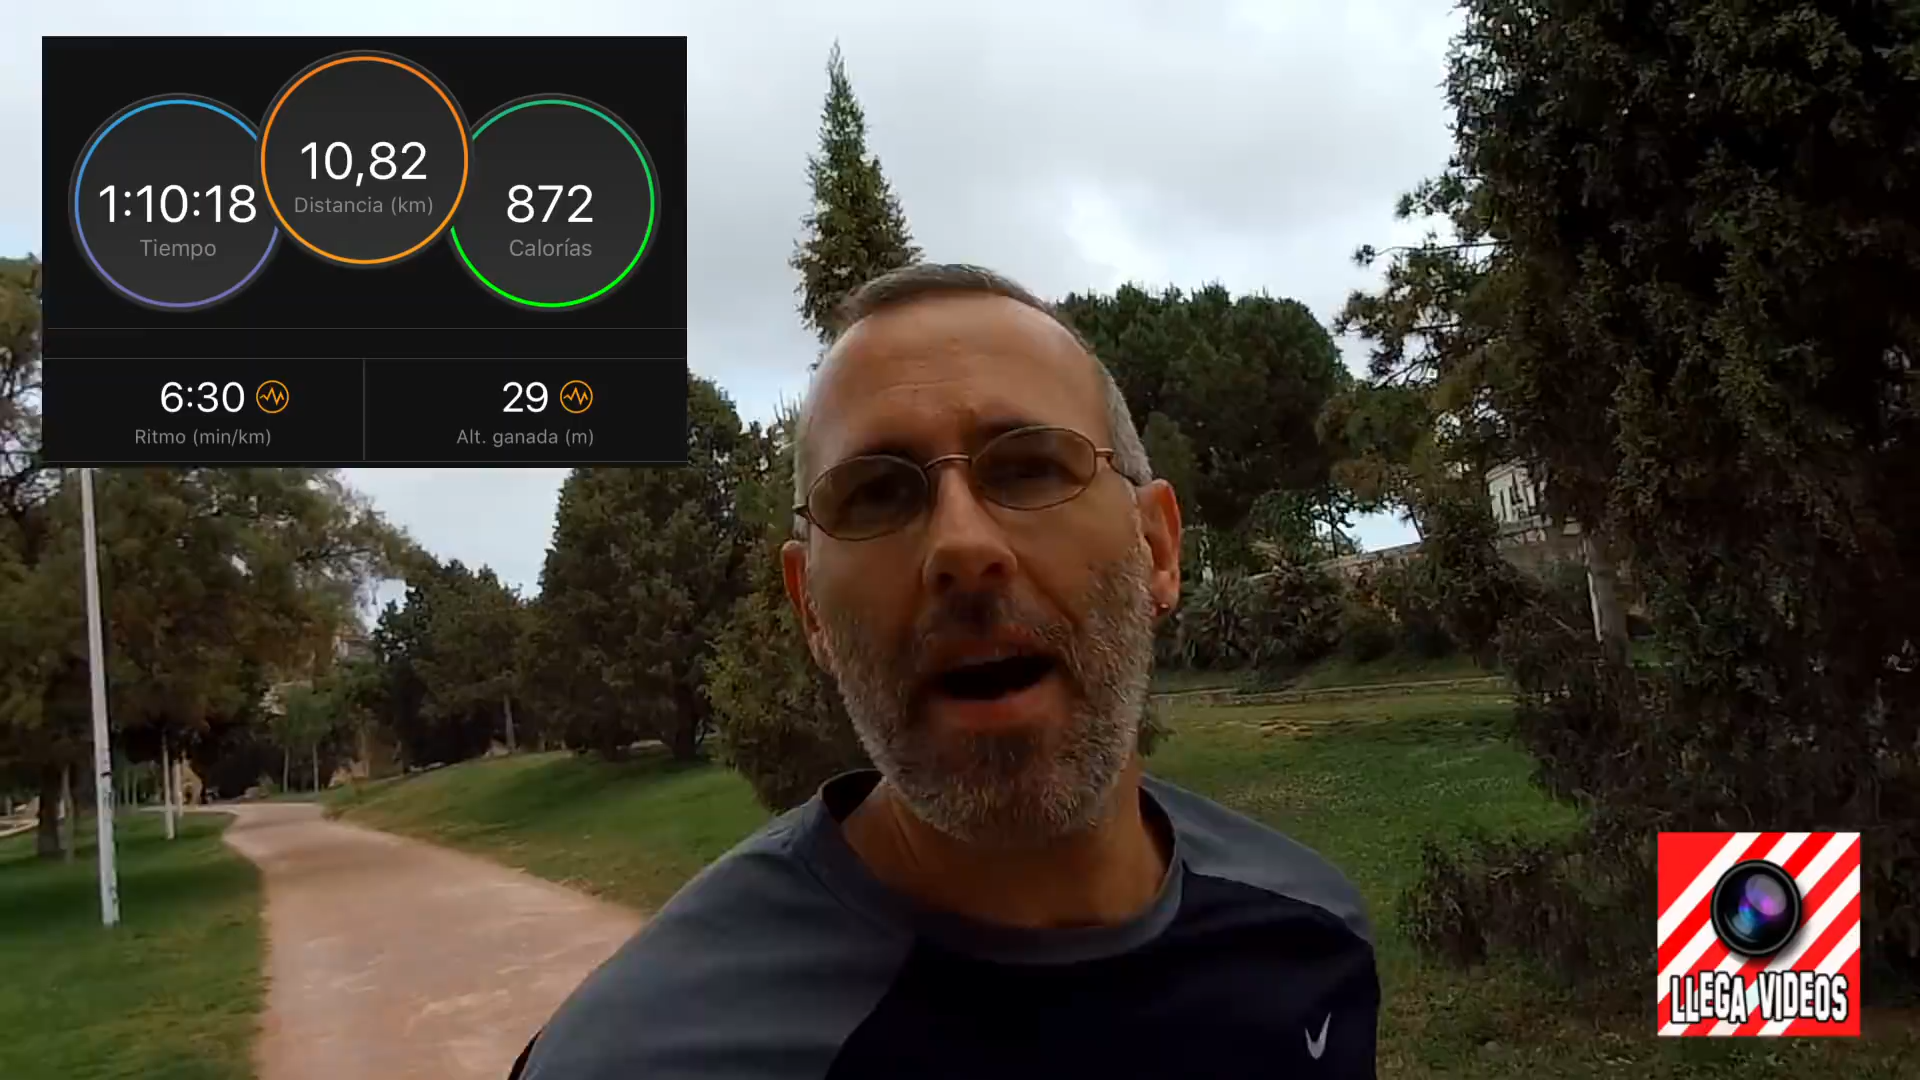 10,82
Distancia (km)
1:10:18
Tiempo
872
Calorías
6:30
Ritmo (min/km)
29
Alt. ganada (m)
LLEGA VIDEOS